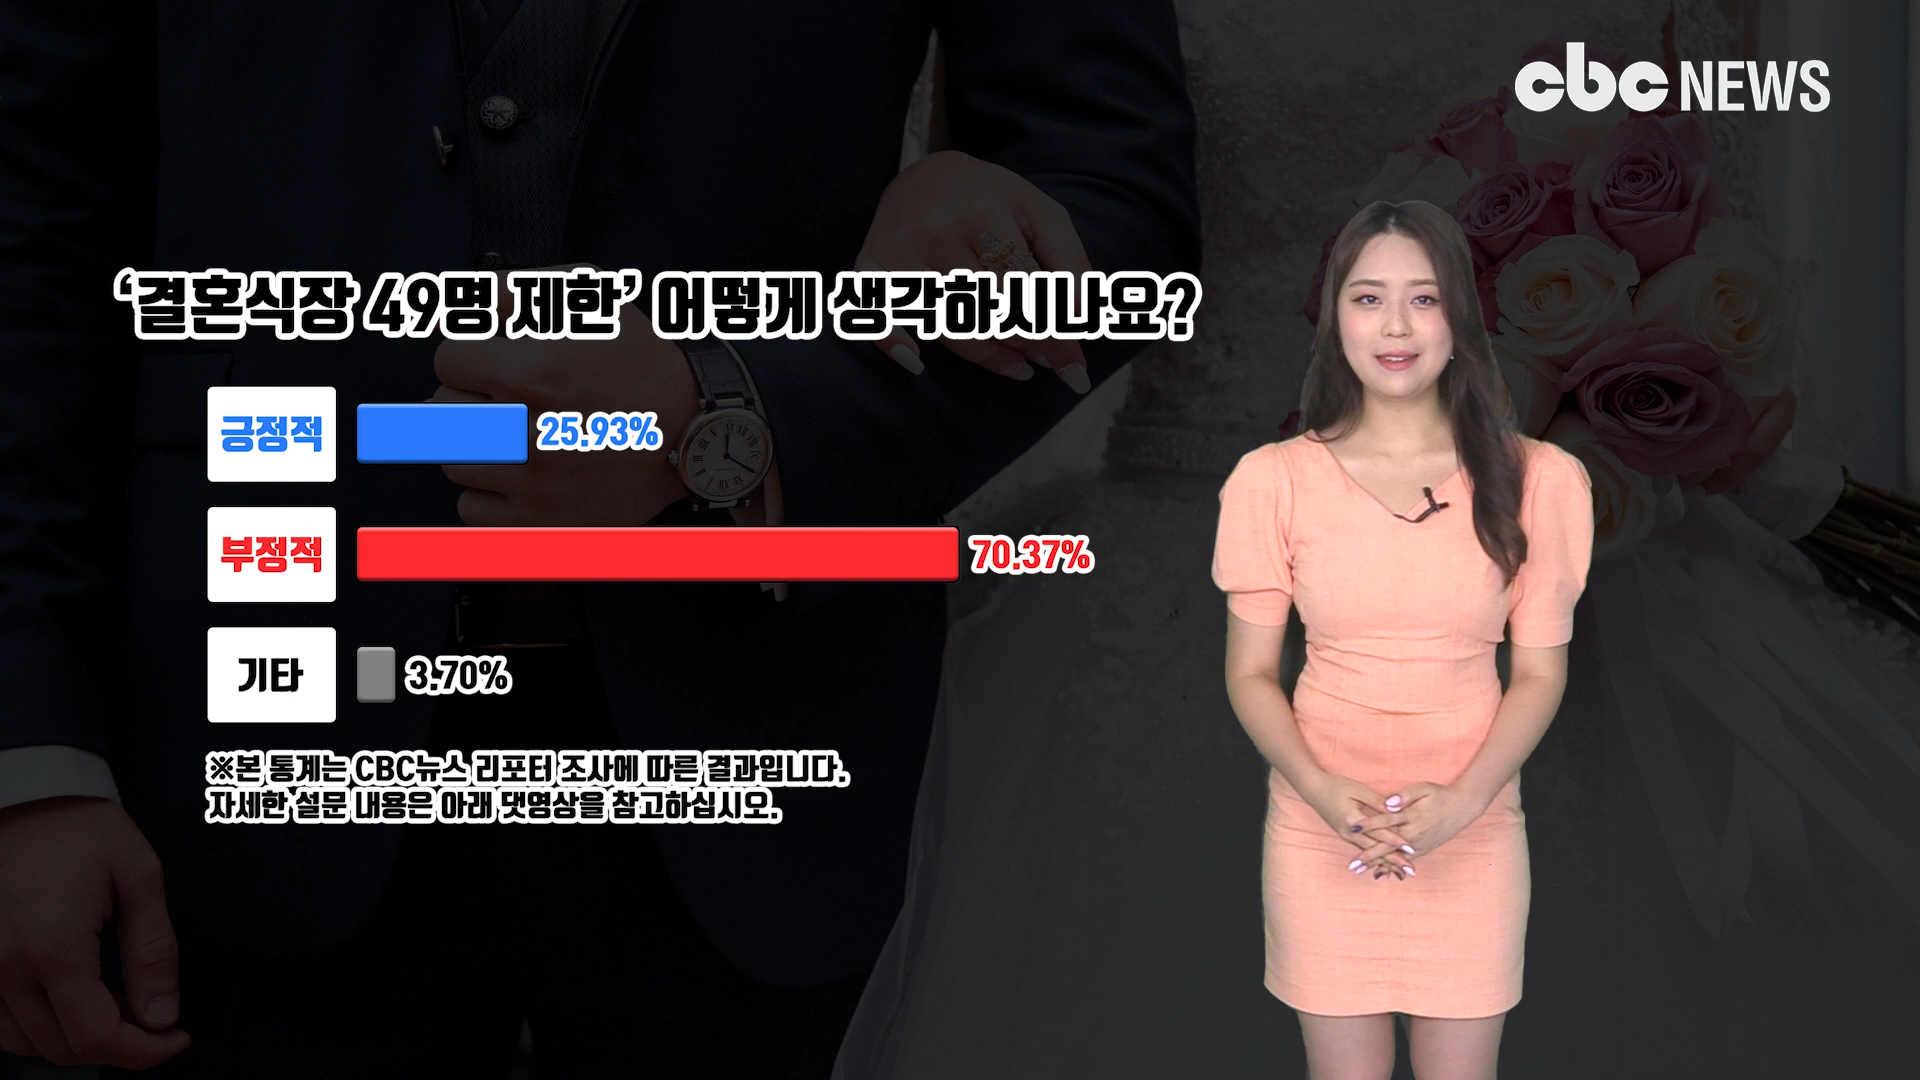 cbc NEWS
‘결혼식장 49명 제한’ 어떻게 생각하시나요?
긍정적 25.93%
부정적 70.37%
기타 3.70%
※본 통계는 CBC뉴스 리포터 조사에 따른 결과입니다.
자세한 설문 내용은 아래 댓영상을 참고하십시오.